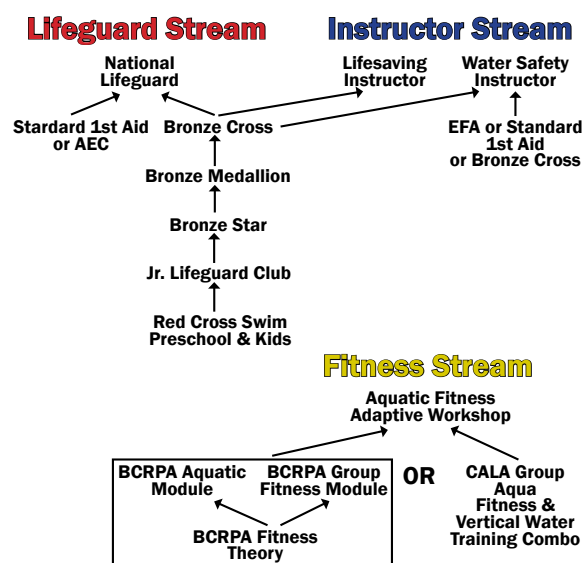 Lifeguard Stream
Instructor Stream
National
Lifeguard
Lifesaving
Instructor
Water Safety
Instructor
Stardard 1st Aid
or AEC
Bronze Cross
EFA or Standard
1st Aid
or Bronze Cross
Bronze Medallion
Bronze Star
Jr. Lifeguard Club
Red Cross Swim
Preschool & Kids
Fitness Stream
Aquatic Fitness
Adaptive Workshop
BCRPA Aquatic
Module
BCRPA Group
Fitness Module
BCRPA Fitness
Theory
OR
CALA Group
Aqua
Fitness &
Vertical Water
Training Combo